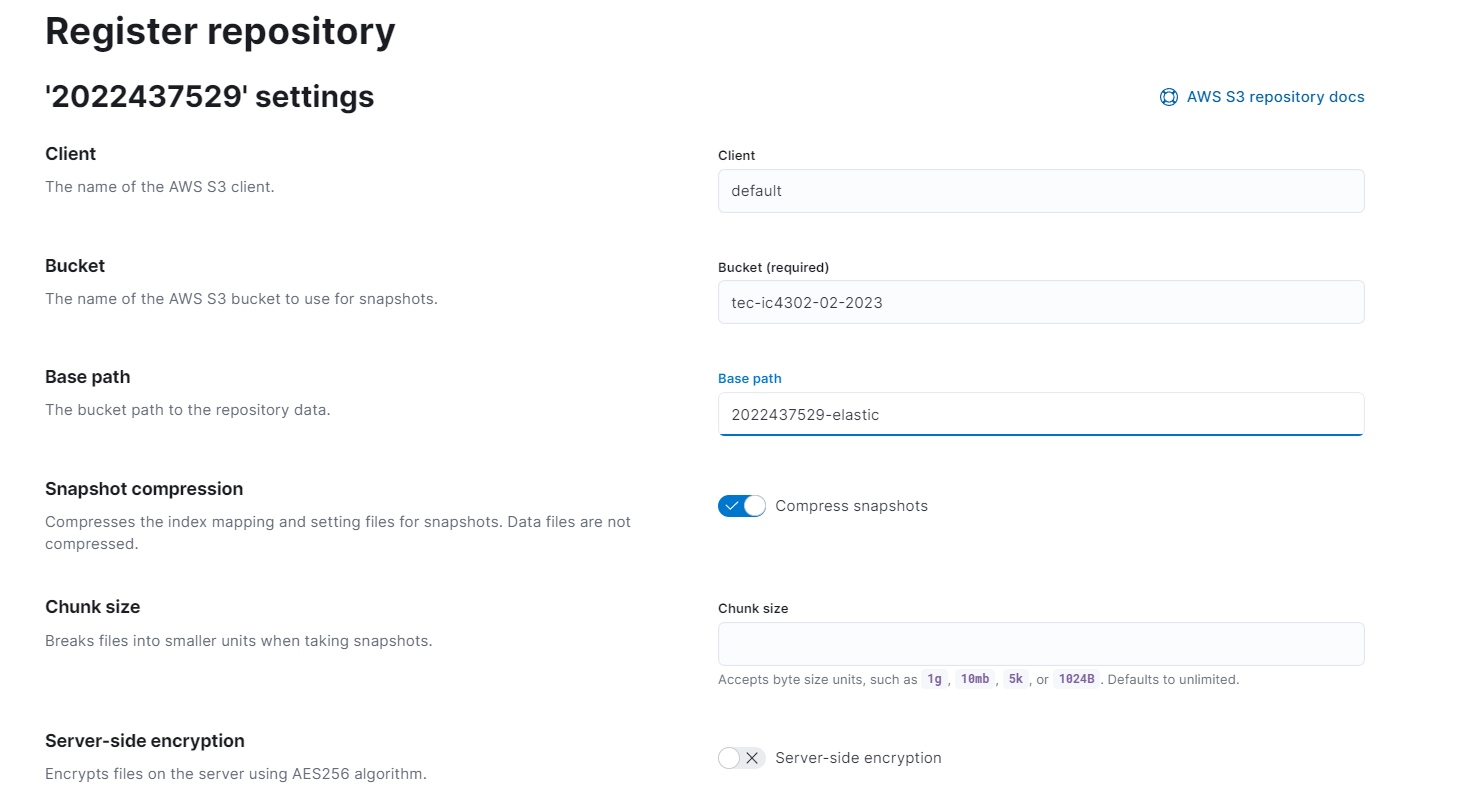 Register repository
'2022437529' settings
AWS S3 repository docs
Client
The name of the AWS S3 client.
Client
default
Bucket
The name of the AWS S3 bucket to use for snapshots.
Bucket (required)
tec-ic4302-02-2023
Base path
The bucket path to the repository data.
Base path
2022437529-elastic
Snapshot compression
Compresses the index mapping and setting files for snapshots. Data files are not
compressed.
Compress snapshots
Chunk size
Breaks files into smaller units when taking snapshots.
Chunk size
Accepts byte size units, such as 1g, 10mb, 5k, or 1024B. Defaults to unlimited.
Server-side encryption
Encrypts files on the server using AES256 algorithm.
Server-side encryption